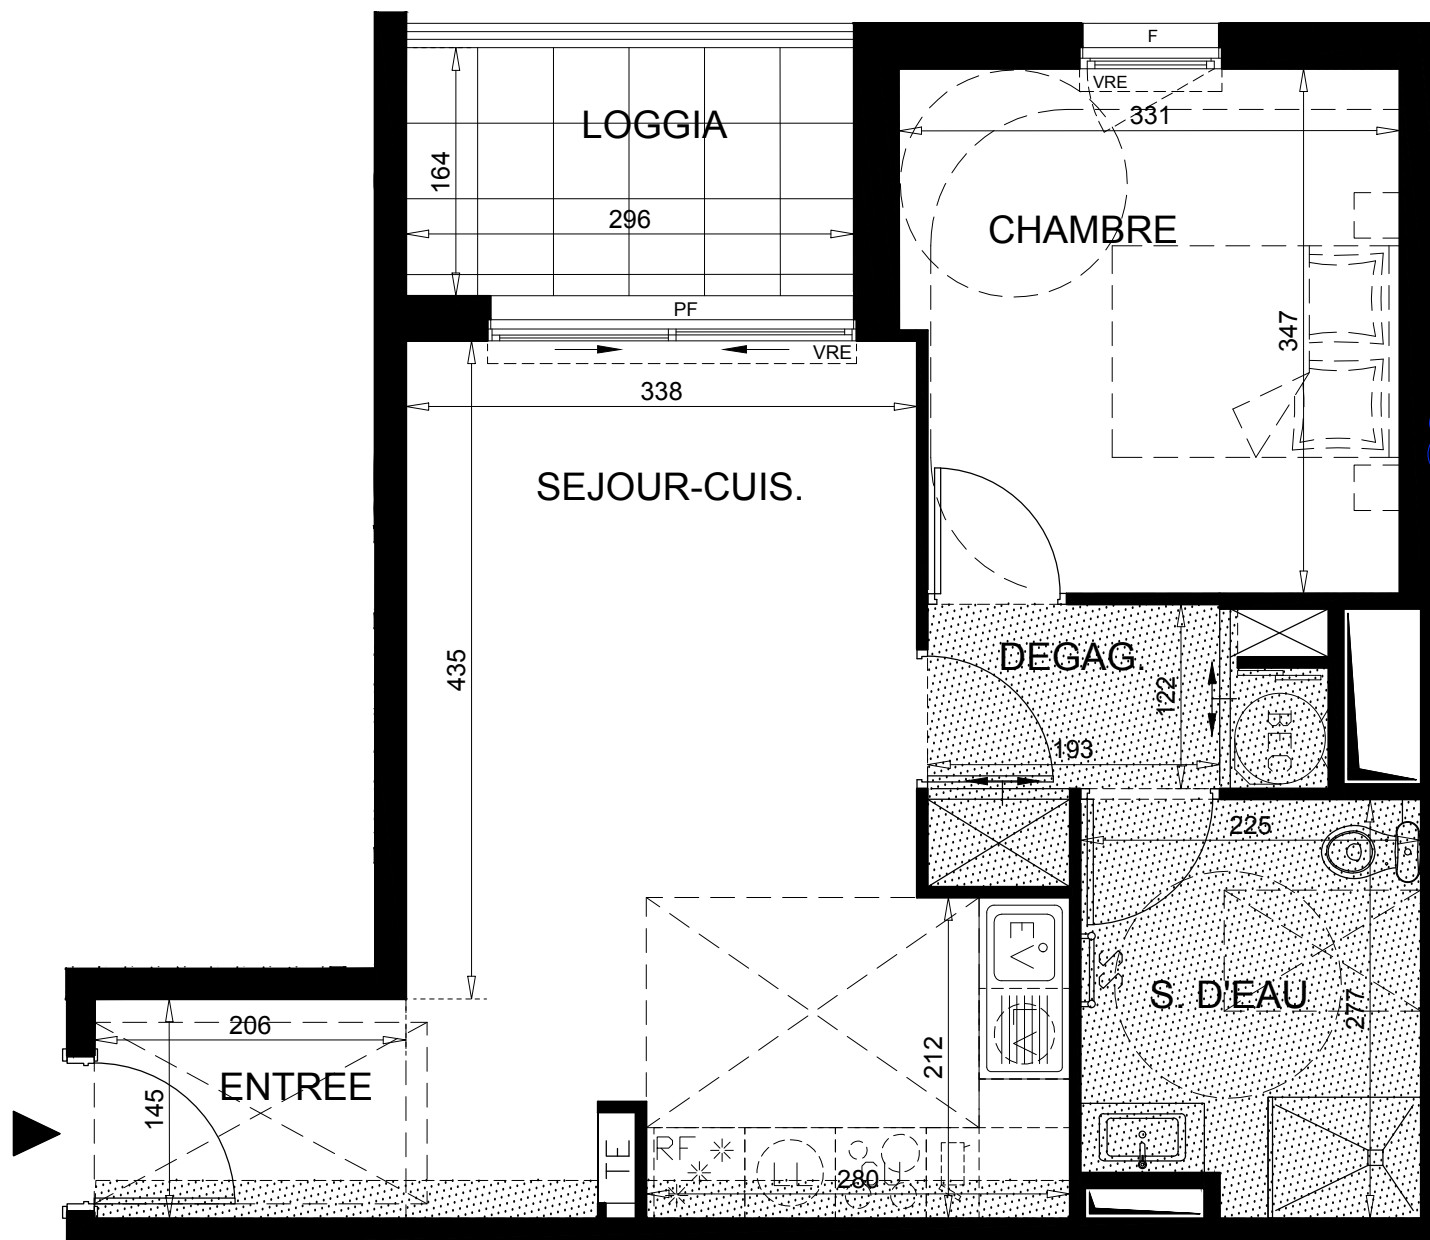 F
VRE
LOGGIA
331
164
296
CHAMBRE
PF
VRE
347
338
SEJOUR-CUIS.
435
DEGAG.
122
193
BEC
225
EV
S. D'EAU
SS
277
LV
206
212
ENTREE
145
TE
RF
LL
CU
280